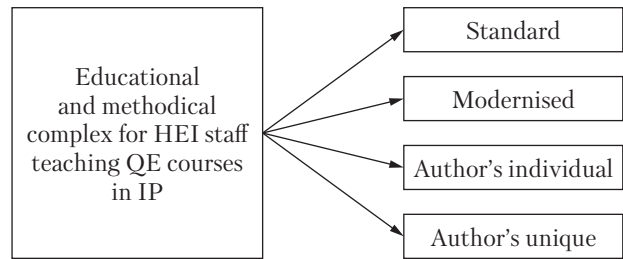 Educational
and methodical
complex for HEI staff
teaching QE courses
in IP
Standard
Modernised
Author's individual
Author's unique